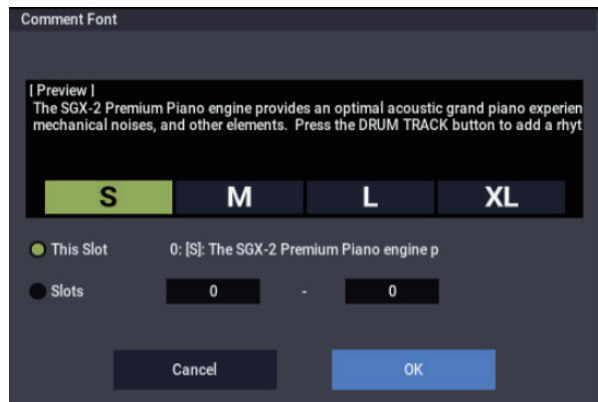 Comment Font
[ Preview ]
The SGX-2 Premium Piano engine provides an optimal acoustic grand piano experien
mechanical noises, and other elements. Press the DRUM TRACK button to add a rhyt
S M L XL
This Slot 0: [S]: The SGX-2 Premium Piano engine p
Slots 0 - 0
Cancel OK